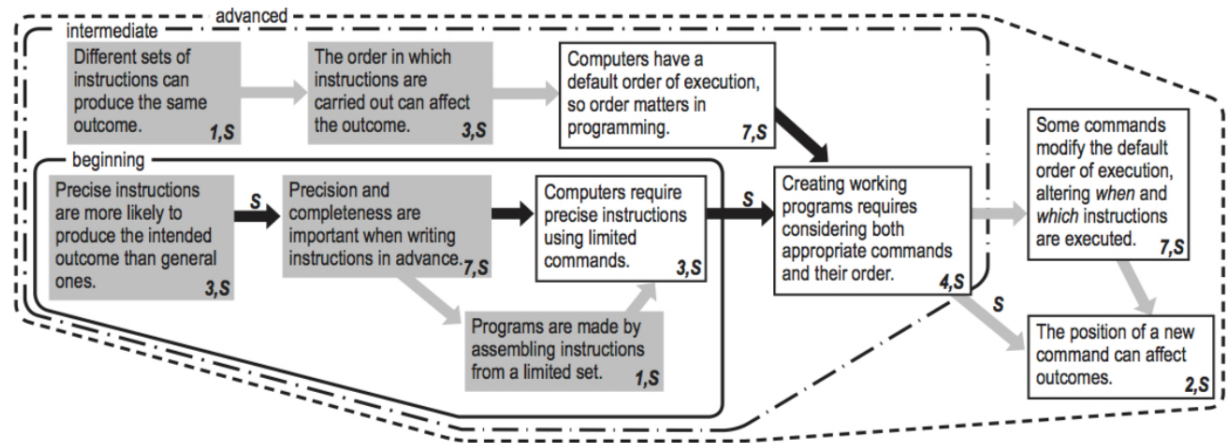 advanced
intermediate
Different sets of
instructions can
produce the same
outcome.
1,S
The order in which
instructions are
carried out can affect
the outcome.
3,S
Computers have a
default order of execution,
so order matters in
programming.
7,S
Some commands
modify the default
order of execution,
altering when and
which instructions
are executed.
7,S
beginning
Precise instructions
are more likely to
produce the intended
outcome than general
ones.
3,S
S
Precision and
completeness are
important when writing
instructions in advance.
7,S
Computers require
precise instructions
using limited
commands.
3,S
S
Creating working
programs requires
considering both
appropriate commands
and their order.
4,S
S
Programs are made by
assembling instructions
from a limited set.
1,S
The position of a new
command can affect
outcomes.
2,S